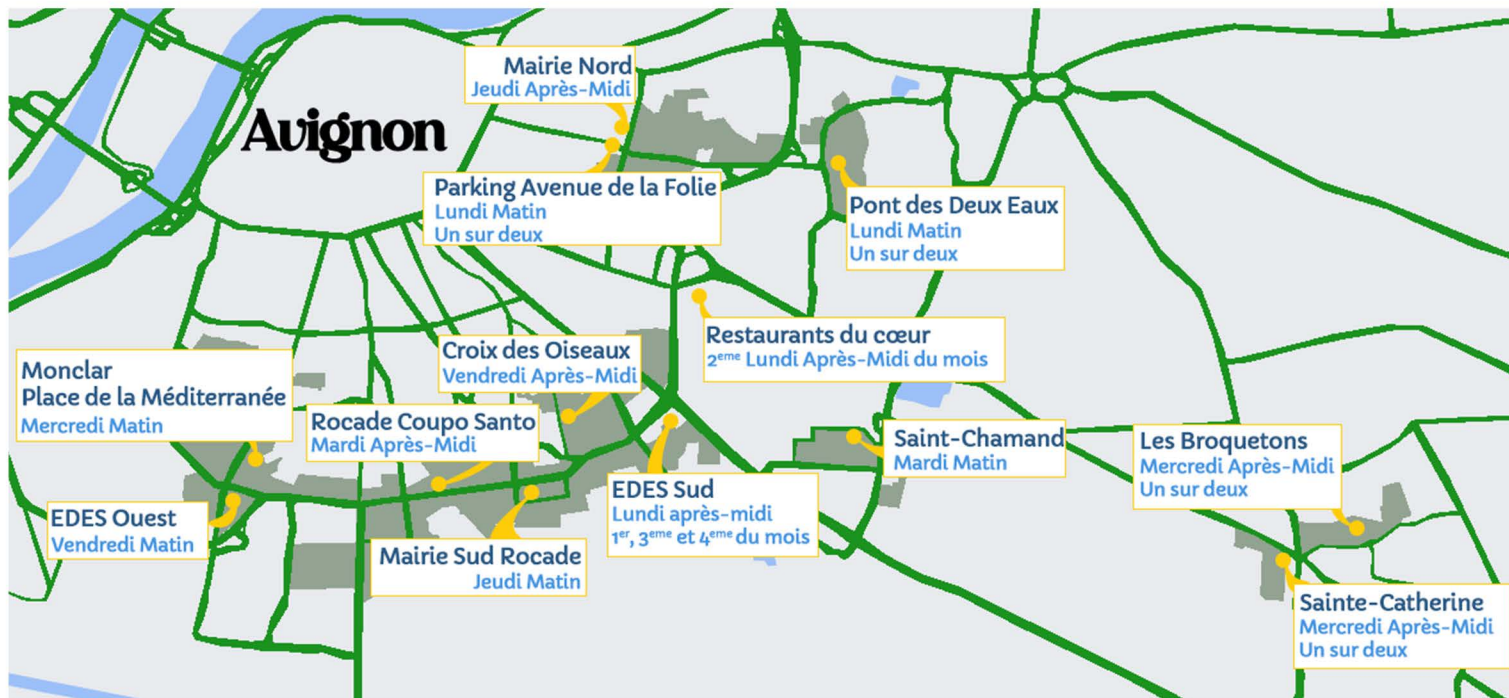 Avignon
Mairie Nord
Jeudi Après-Midi
Parking Avenue de la Folie
Lundi Matin
Un sur deux
Pont des Deux Eaux
Lundi Matin
Un sur deux
Restaurants du cœur
2eme Lundi Après-Midi du mois
Croix des Oiseaux
Vendredi Après-Midi
Monclar
Place de la Méditerranée
Mercredi Matin
Rocade Coupo Santo
Mardi Après-Midi
Saint-Chamand
Mardi Matin
Les Broquetons
Mercredi Après-Midi
Un sur deux
EDES Ouest
Vendredi Matin
EDES Sud
Lundi après-midi
1er, 3eme et 4eme du mois
Mairie Sud Rocade
Jeudi Matin
Sainte-Catherine
Mercredi Après-Midi
Un sur deux